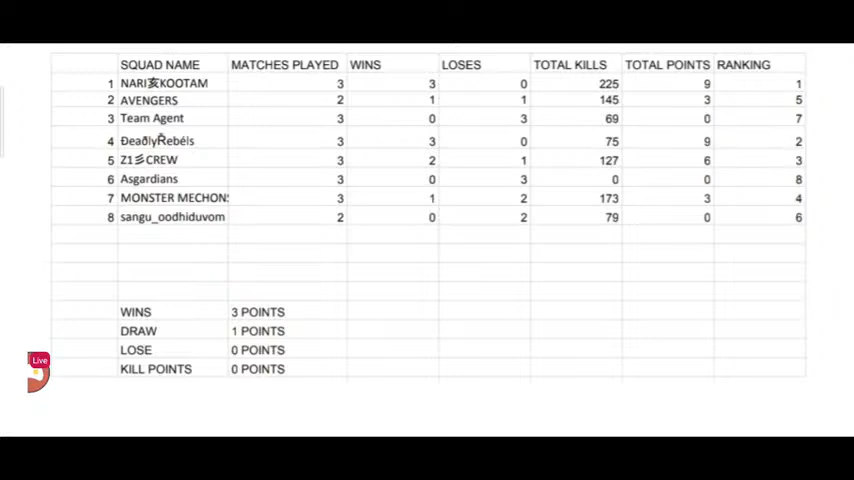 SQUAD NAME MATCHES PLAYED WINS LOSES TOTAL KILLS TOTAL POINTS RANKING
1 NARI亥KOOTAM 3 3 0 225 9 1
2 AVENGERS 2 1 1 145 3 5
3 Team Agent 3 0 3 69 0 7
4 ÐeaðlyŘebéls 3 3 0 75 9 2
5 Z1彡CREW 3 2 1 127 6 3
6 Asgardians 3 0 3 0 0 8
7 MONSTER MECHONS 3 1 2 173 3 4
8 sangu_oodhiduvom 2 0 2 79 0 6
WINS 3 POINTS
DRAW 1 POINTS
LOSE 0 POINTS
KILL POINTS 0 POINTS
Live